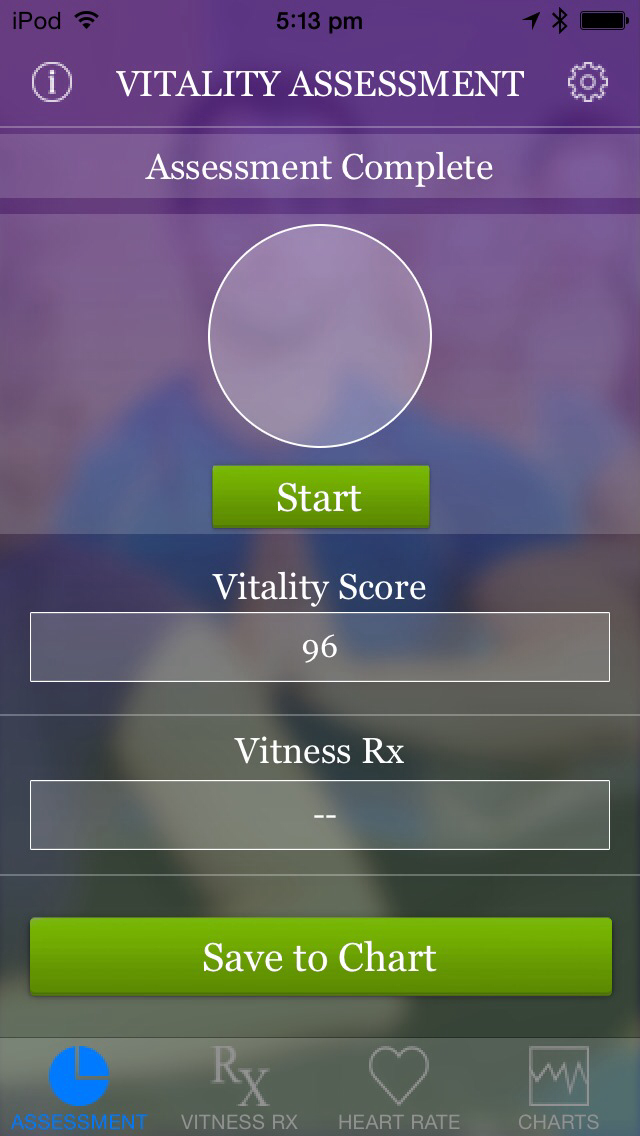 iPod 5:13 pm
VITALITY ASSESSMENT
Assessment Complete
Start
Vitality Score
96
Vitness Rx
--
Save to Chart
Rx
ASSESSMENT VITNESS RX HEART RATE CHARTS